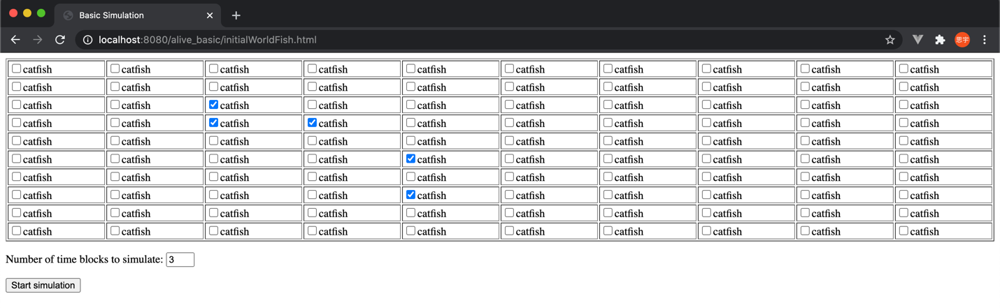 Basic Simulation
localhost:8080/alive_basic/initialWorldFish.html
思宇
catfish catfish catfish catfish catfish catfish catfish catfish catfish catfish
catfish catfish catfish catfish catfish catfish catfish catfish catfish catfish
catfish catfish catfish catfish catfish catfish catfish catfish catfish catfish
catfish catfish catfish catfish catfish catfish catfish catfish catfish catfish
catfish catfish catfish catfish catfish catfish catfish catfish catfish catfish
catfish catfish catfish catfish catfish catfish catfish catfish catfish catfish
catfish catfish catfish catfish catfish catfish catfish catfish catfish catfish
catfish catfish catfish catfish catfish catfish catfish catfish catfish catfish
catfish catfish catfish catfish catfish catfish catfish catfish catfish catfish
catfish catfish catfish catfish catfish catfish catfish catfish catfish catfish
Number of time blocks to simulate: 3
Start simulation